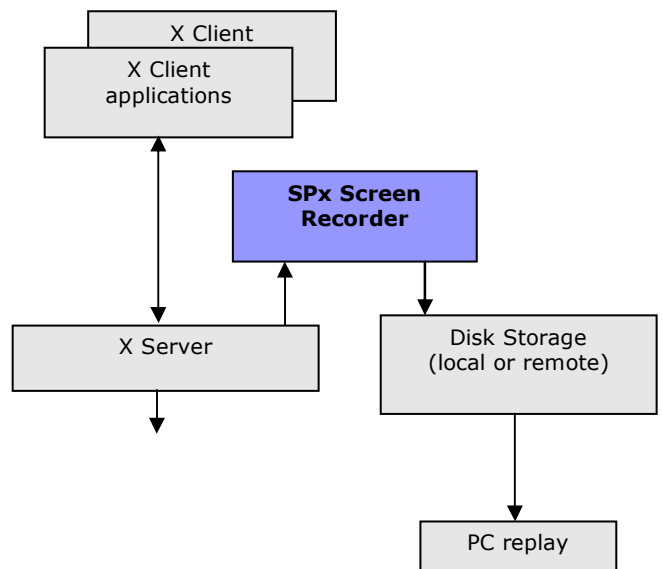 X Client
X Client
applications
SPx Screen
Recorder
X Server
Disk Storage
(local or remote)
PC replay